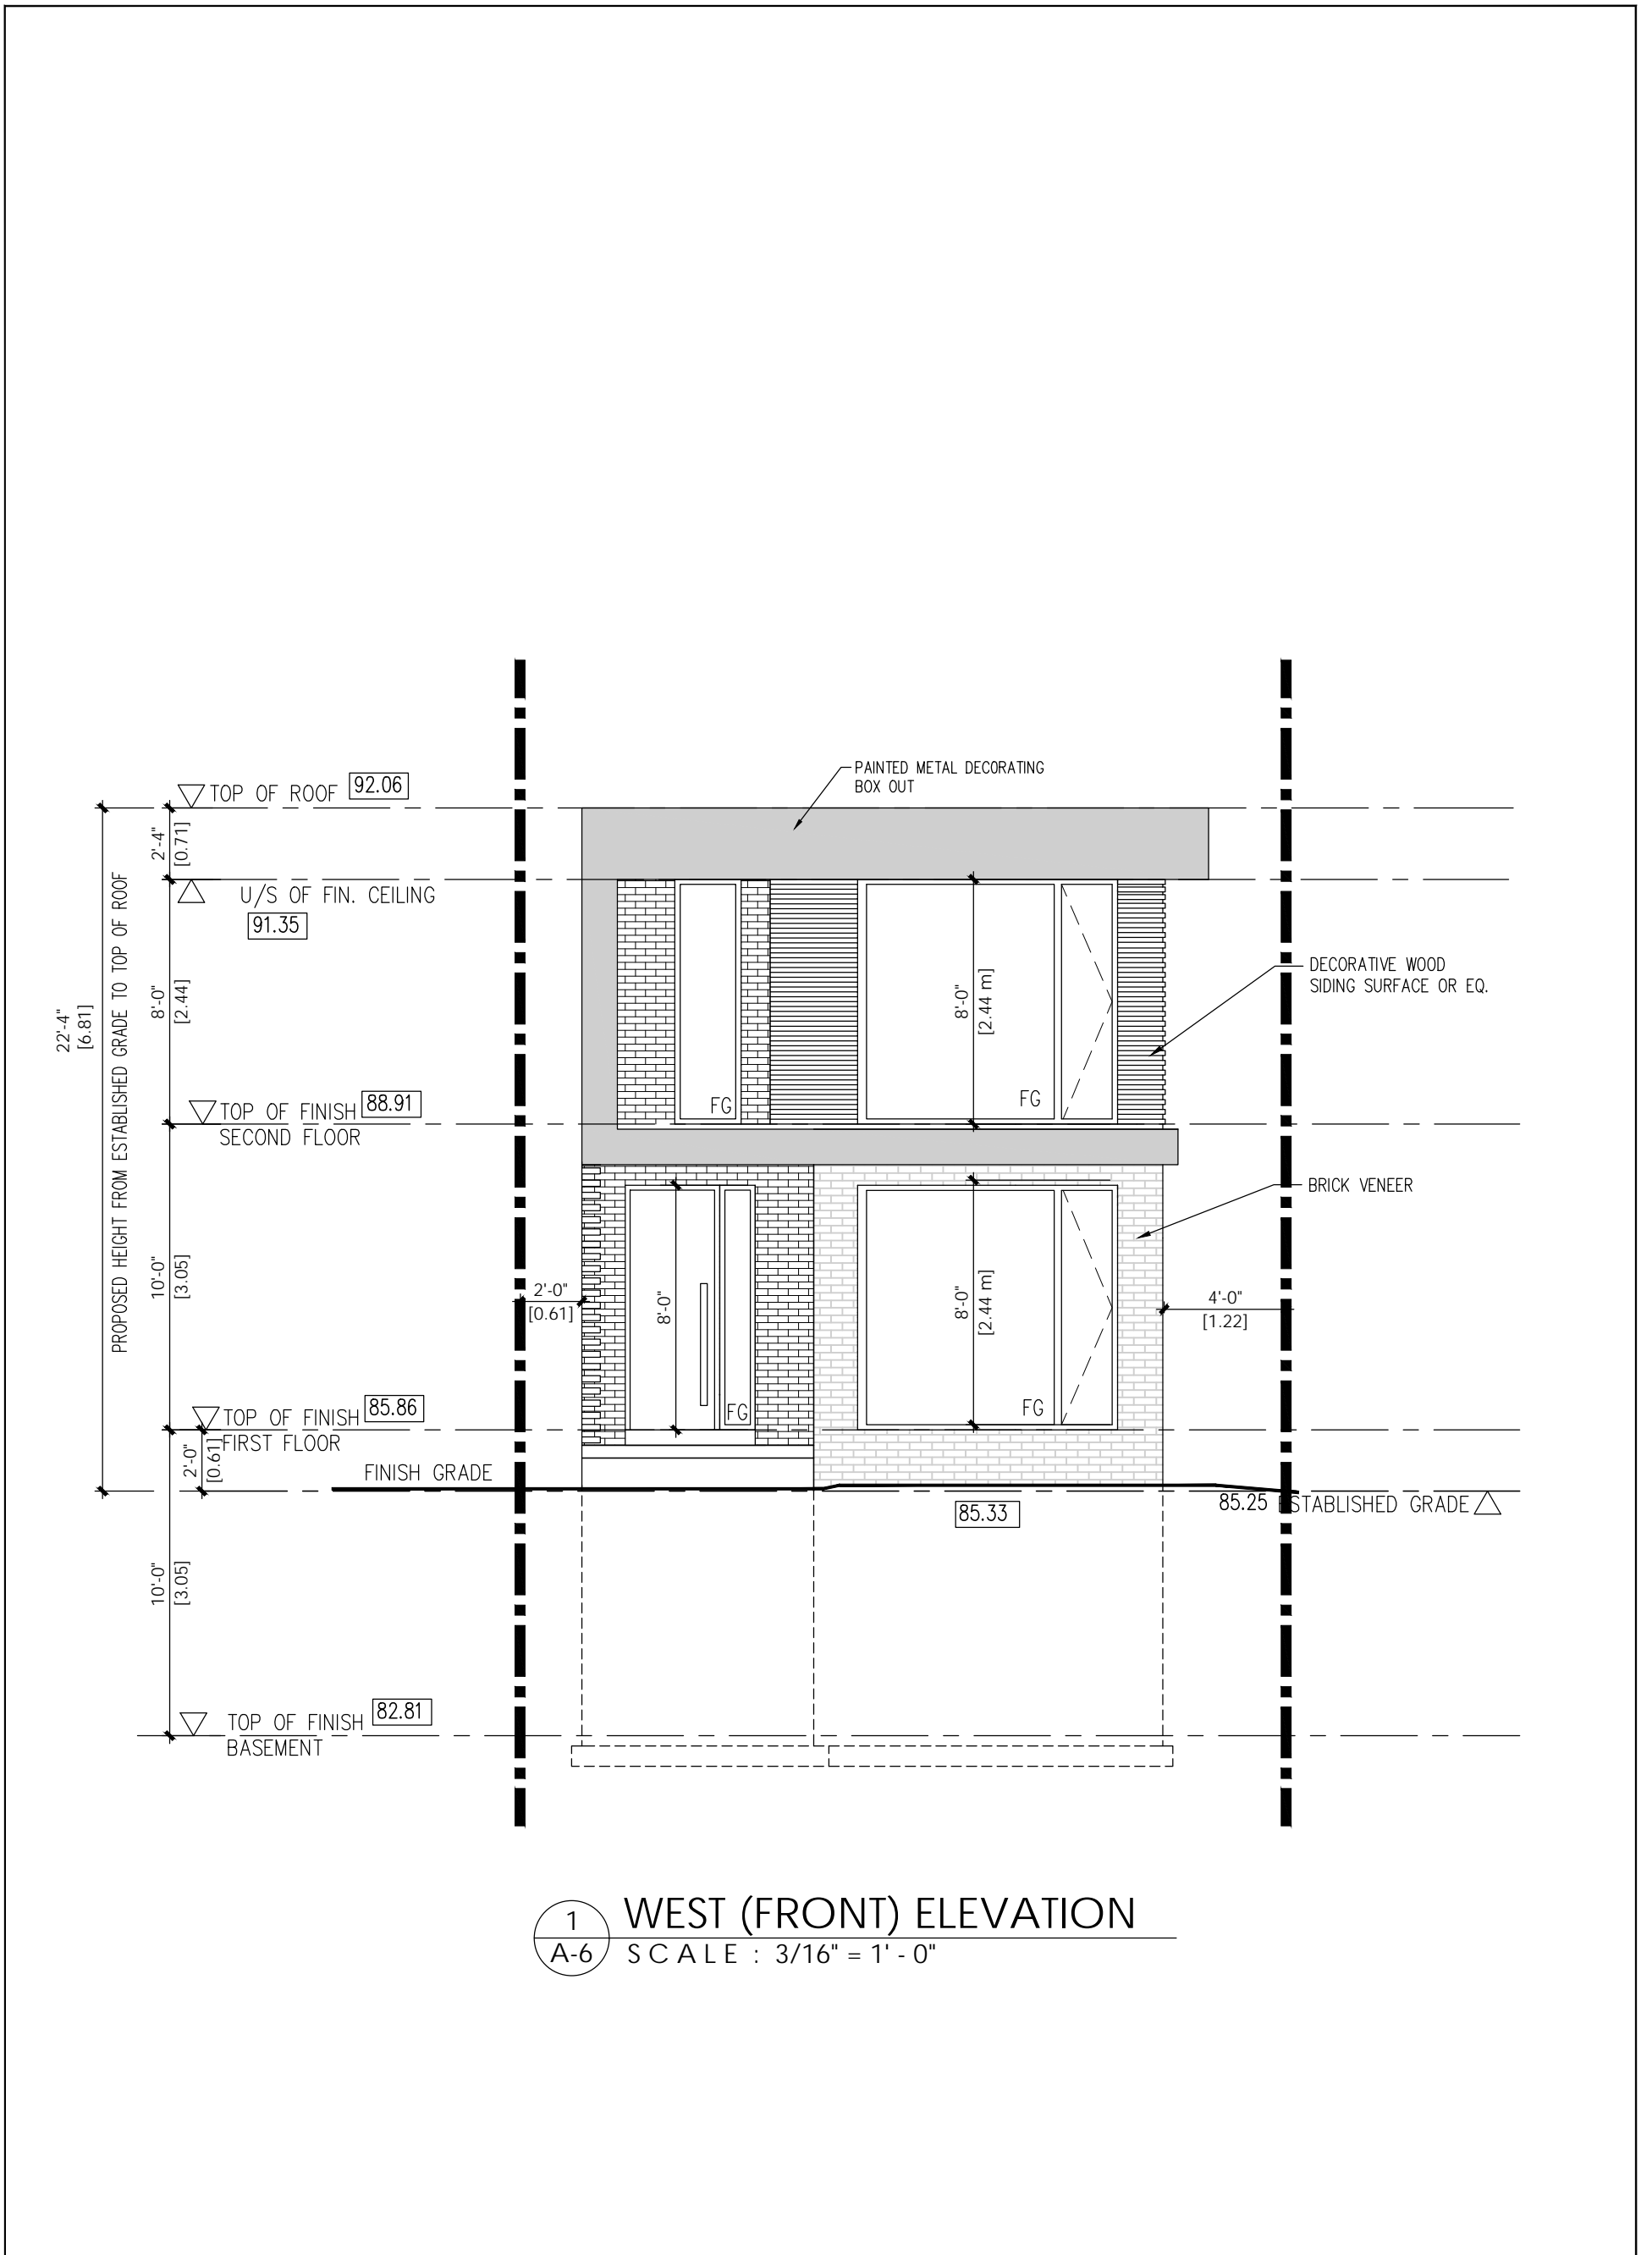 PAINTED METAL DECORATING
BOX OUT
TOP OF ROOF 92.06
2'-4"
[0.71]
U/S OF FIN. CEILING
91.35
PROPOSED HEIGHT FROM ESTABLISHED GRADE TO TOP OF ROOF
22'-4"
[6.81]
8'-0"
[2.44]
8'-0"
[2.44 m]
DECORATIVE WOOD
SIDING SURFACE OR EQ.
FG
FG
TOP OF FINISH 88.91
SECOND FLOOR
BRICK VENEER
10'-0"
[3.05]
2'-0"
[0.61]
8'-0"
8'-0"
[2.44 m]
4'-0"
[1.22]
FG
FG
TOP OF FINISH 85.86
FIRST FLOOR
2'-0"
[0.61]
FINISH GRADE
85.33
85.25 ESTABLISHED GRADE
10'-0"
[3.05]
TOP OF FINISH 82.81
BASEMENT
1
A-6
WEST (FRONT) ELEVATION
SCALE : 3/16" = 1' - 0"